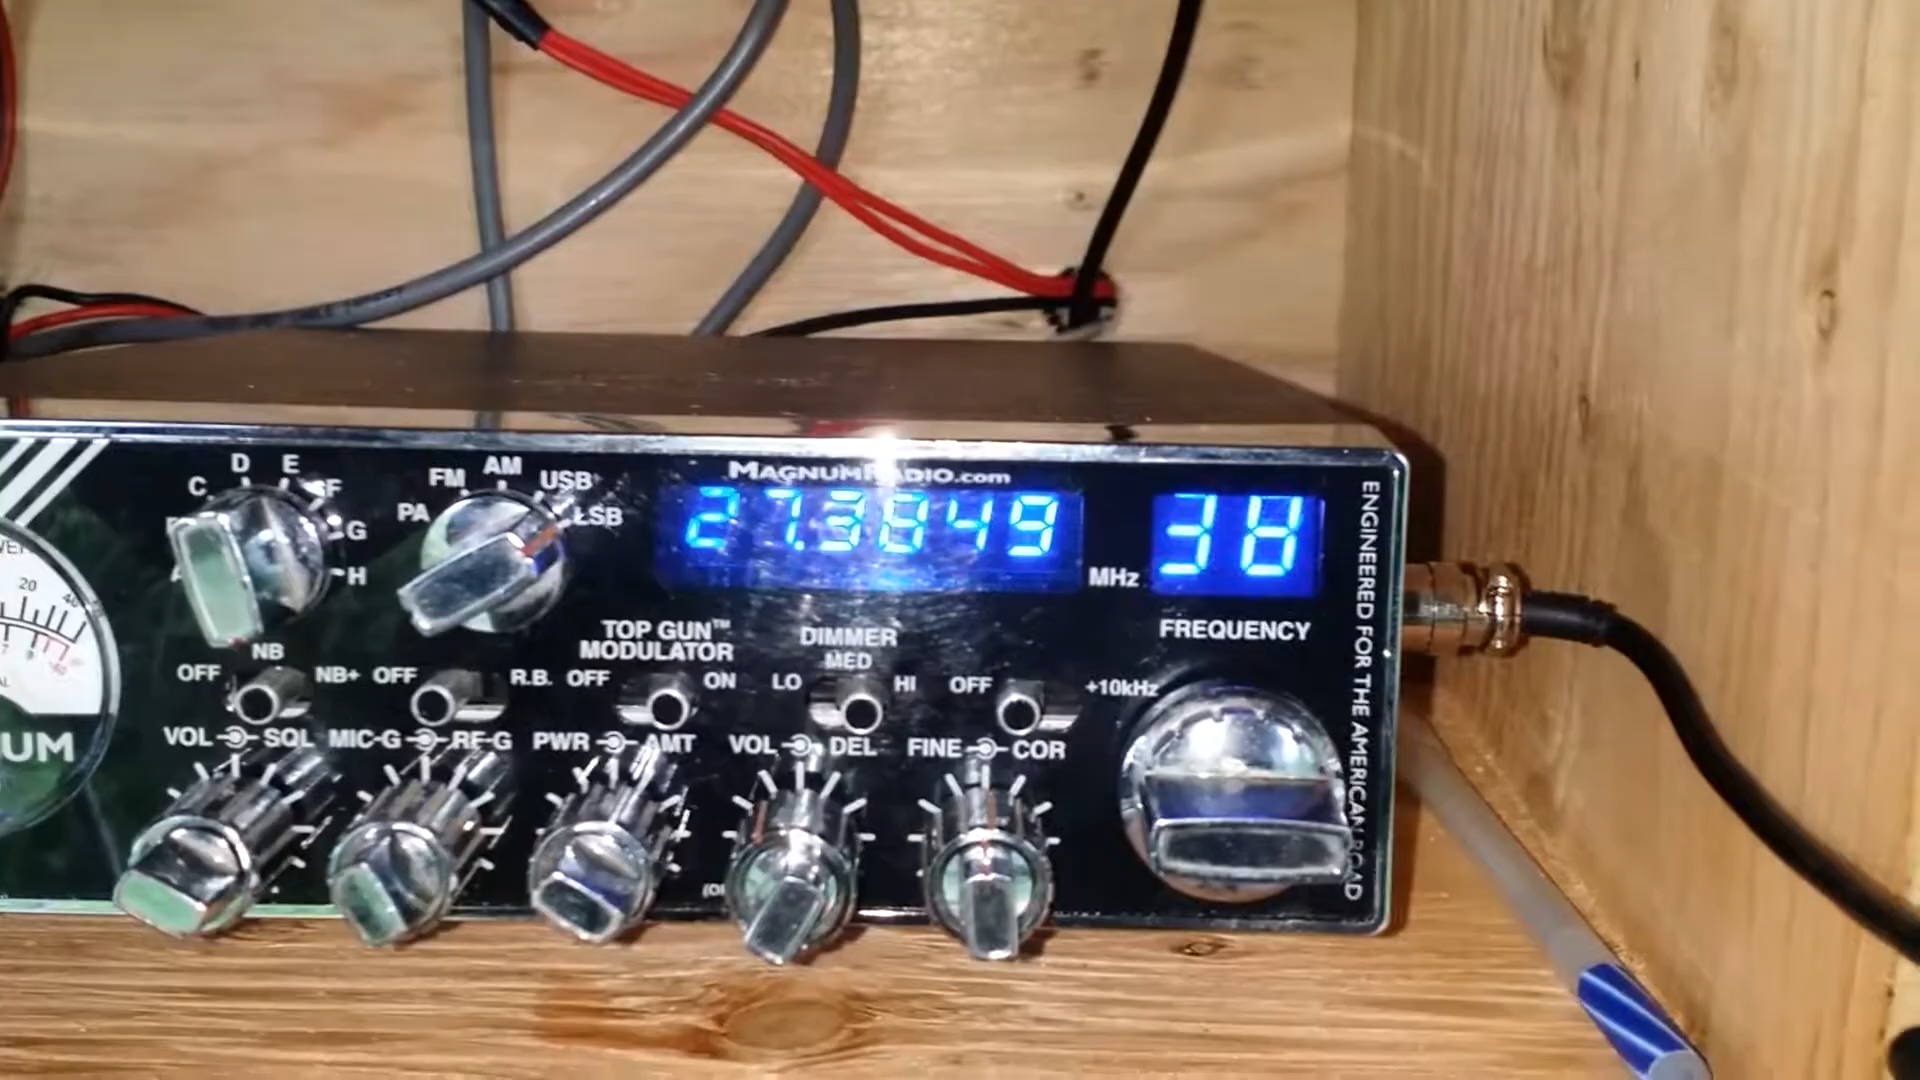 MAGNUMRADIO.com
27.3849
MHz
38
FREQUENCY
C D E F G H
PA FM AM USB LSB
20 40
TOP GUN™
MODULATOR
DIMMER
LO MED HI
OFF NB NB+
OFF R.B.
OFF ON
OFF +10kHz
VOL SQL
MIC-G RF-G
PWR AMT
VOL DEL
FINE COR
UM
ENGINEERED FOR THE AMERICAN ROAD